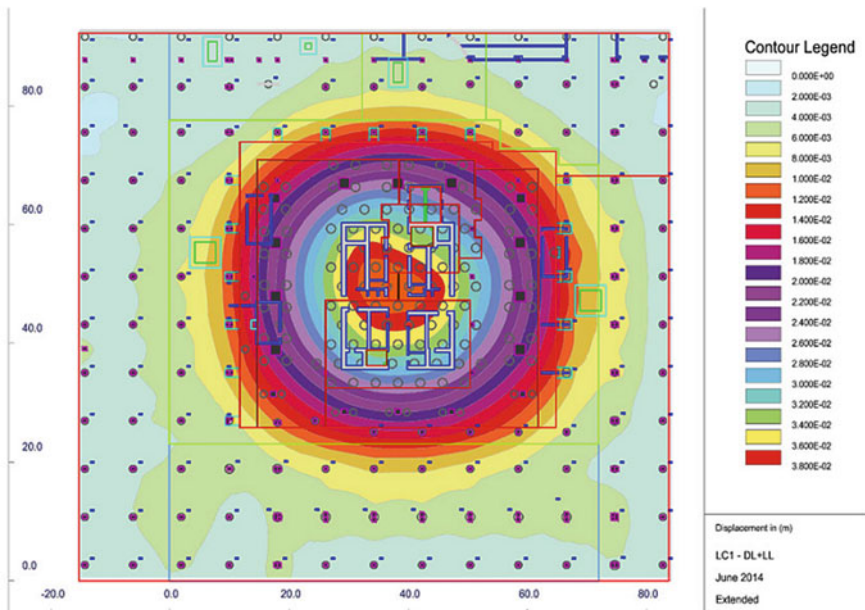 Contour Legend
0.000E+00
2.000E-03
4.000E-03
6.000E-03
8.000E-03
1.000E-02
1.200E-02
1.400E-02
1.600E-02
1.800E-02
2.000E-02
2.200E-02
2.400E-02
2.600E-02
2.800E-02
3.000E-02
3.200E-02
3.400E-02
3.600E-02
3.800E-02
Displacement in (m)
LC1 - DL+LL
June 2014
Extended
80.0
60.0
40.0
20.0
0.0
-20.0
0.0
20.0
40.0
60.0
80.0